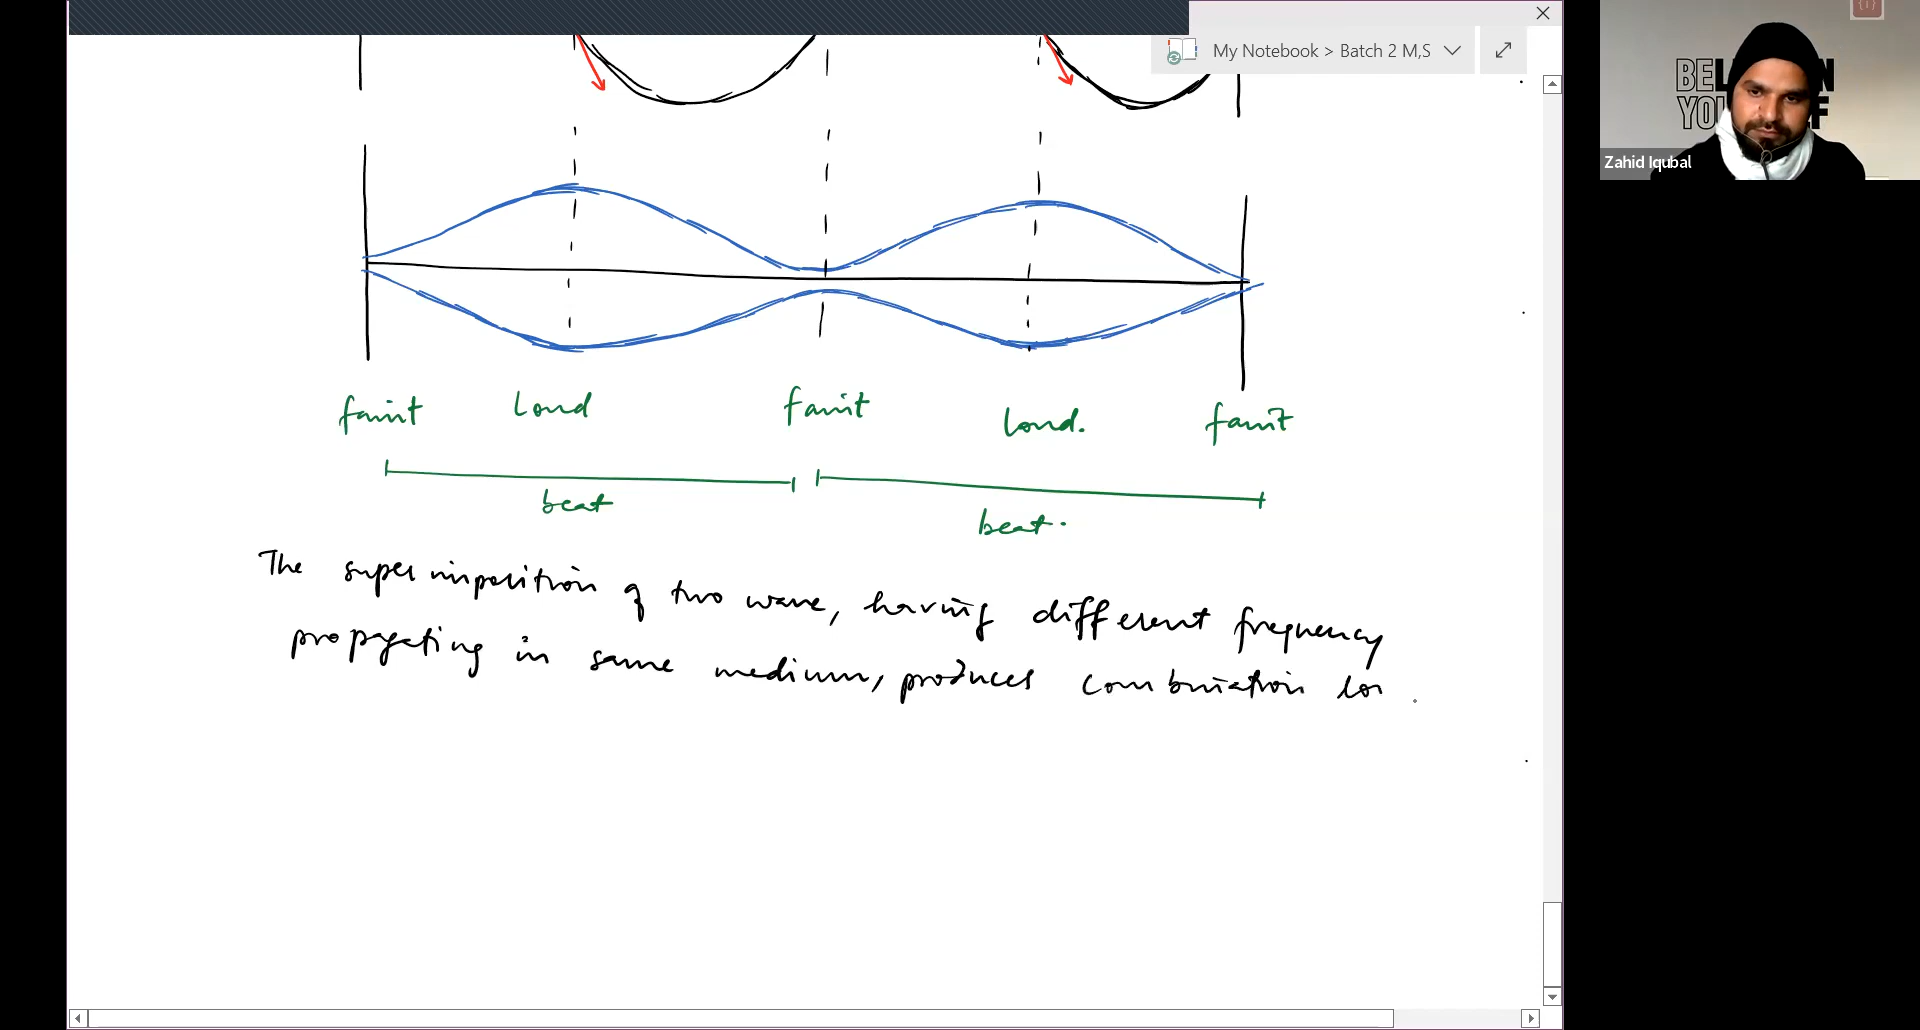 My Notebook > Batch 2 M,S
BE
YO F
Zahid Iqubal
faint loud faint loud. faint
beat beat.
The superimposition of two wave, having different frequency
propagating in same medium, produces combination lou